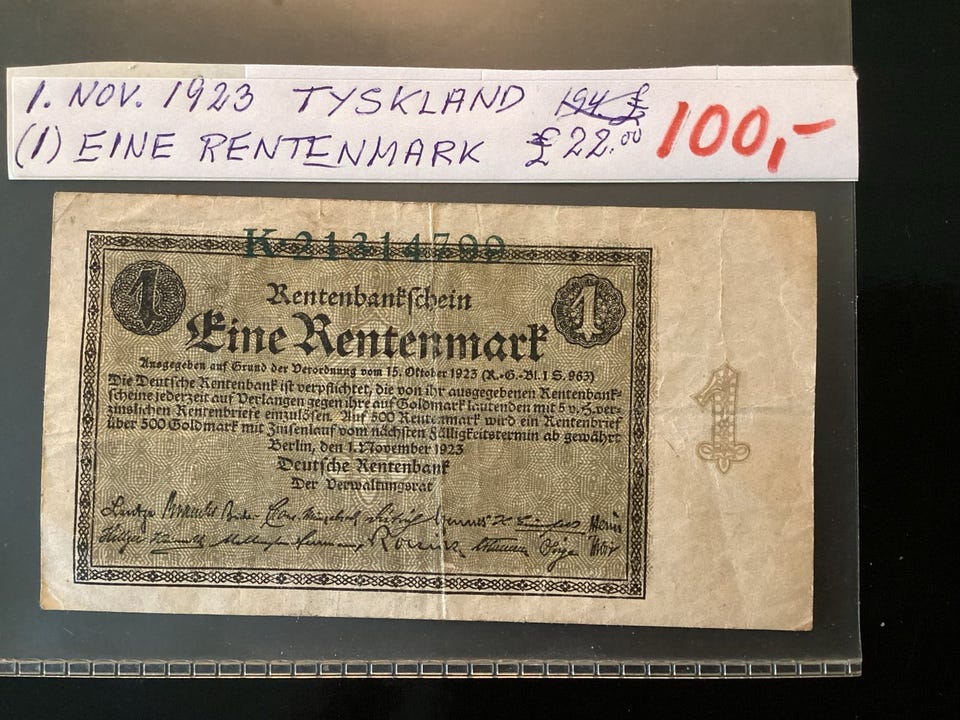 1. NOV. 1923 TYSKLAND 194 £
(1) EINE RENTENMARK £22.00 100,-
K·21314799
1 1
Rentenbankschein
Eine Rentenmark
Ausgegeben auf Grund der Verordnung vom 15. Oktober 1923 (R.-G.-Bl. I S. 963)
Die Deutsche Rentenbank ist verpflichtet, die von ihr ausgegebenen Rentenbank-
scheine jederzeit auf Verlangen gegen ihre auf Goldmark lautenden mit 5 v. H. ver-
zinslichen Rentenbriefe einzulösen. Auf 500 Rentenmark wird ein Rentenbrief
über 500 Goldmark mit Zinsenlauf vom nächsten Fälligkeitstermin ab gewährt
Berlin, den 1. November 1923
Deutsche Rentenbank
Der Verwaltungsrat
1